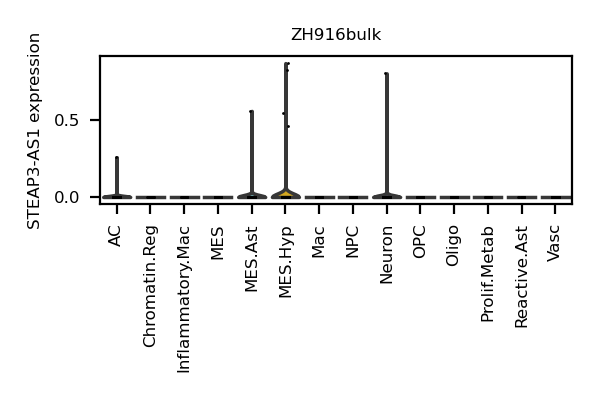 ZH916bulk
STEAP3-AS1 expression
0.5
0.0
AC
Chromatin.Reg
Inflammatory.Mac
MES
MES.Ast
MES.Hyp
Mac
NPC
Neuron
OPC
Oligo
Prolif.Metab
Reactive.Ast
Vasc